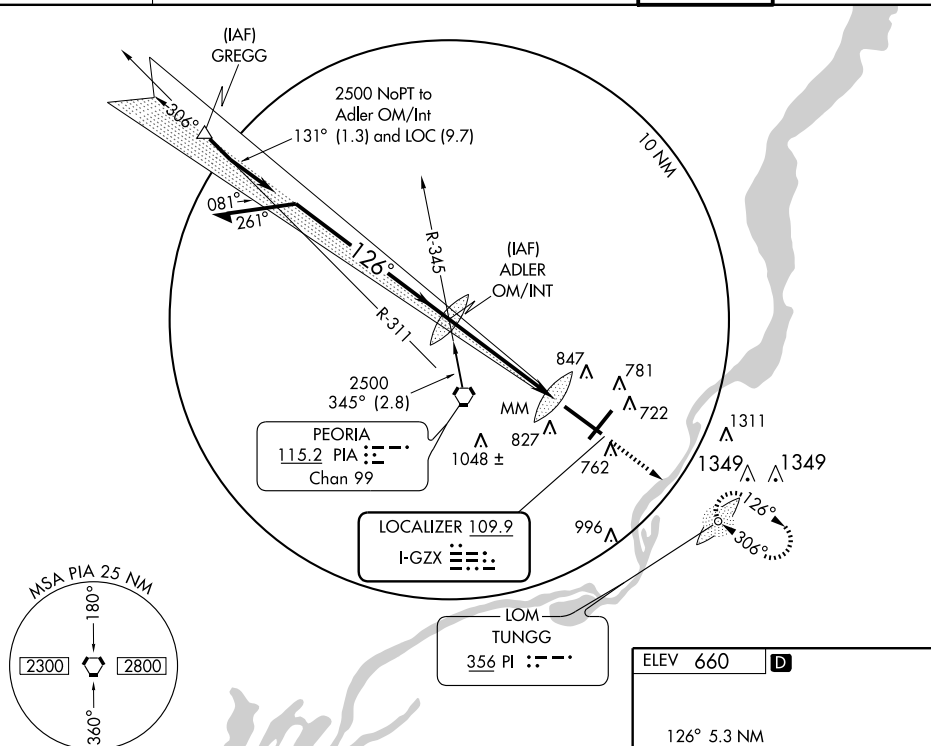 (IAF)
GREGG
2500 NoPT to
Adler OM/Int
131° (1.3) and LOC (9.7)
306°
10 NM
081°
261°
126°
R-345
(IAF)
ADLER
OM/INT
R-311
2500
345° (2.8)
847
781
MM
722
827
1311
1048 ±
762
1349
1349
PEORIA
115.2 PIA
Chan 99
126°
306°
LOCALIZER 109.9
I-GZX
996
MSA PIA 25 NM
180°
2300
2800
360°
LOM
TUNGG
356 PI
ELEV 660
D
126° 5.3 NM